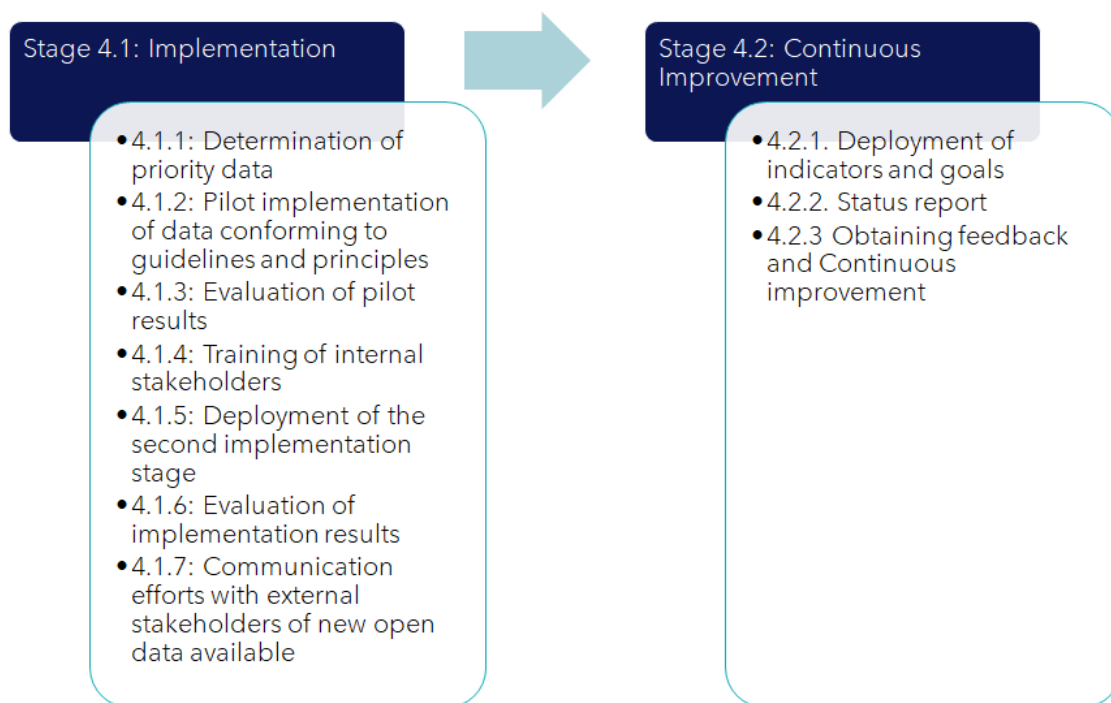 Stage 4.1: Implementation
•4.1.1: Determination of
priority data
•4.1.2: Pilot implementation
of data conforming to
guidelines and principles
•4.1.3: Evaluation of pilot
results
•4.1.4: Training of internal
stakeholders
•4.1.5: Deployment of the
second implementation
stage
•4.1.6: Evaluation of
implementation results
•4.1.7: Communication
efforts with external
stakeholders of new open
data available
Stage 4.2: Continuous
Improvement
•4.2.1. Deployment of
indicators and goals
•4.2.2. Status report
•4.2.3 Obtaining feedback
and Continuous
improvement